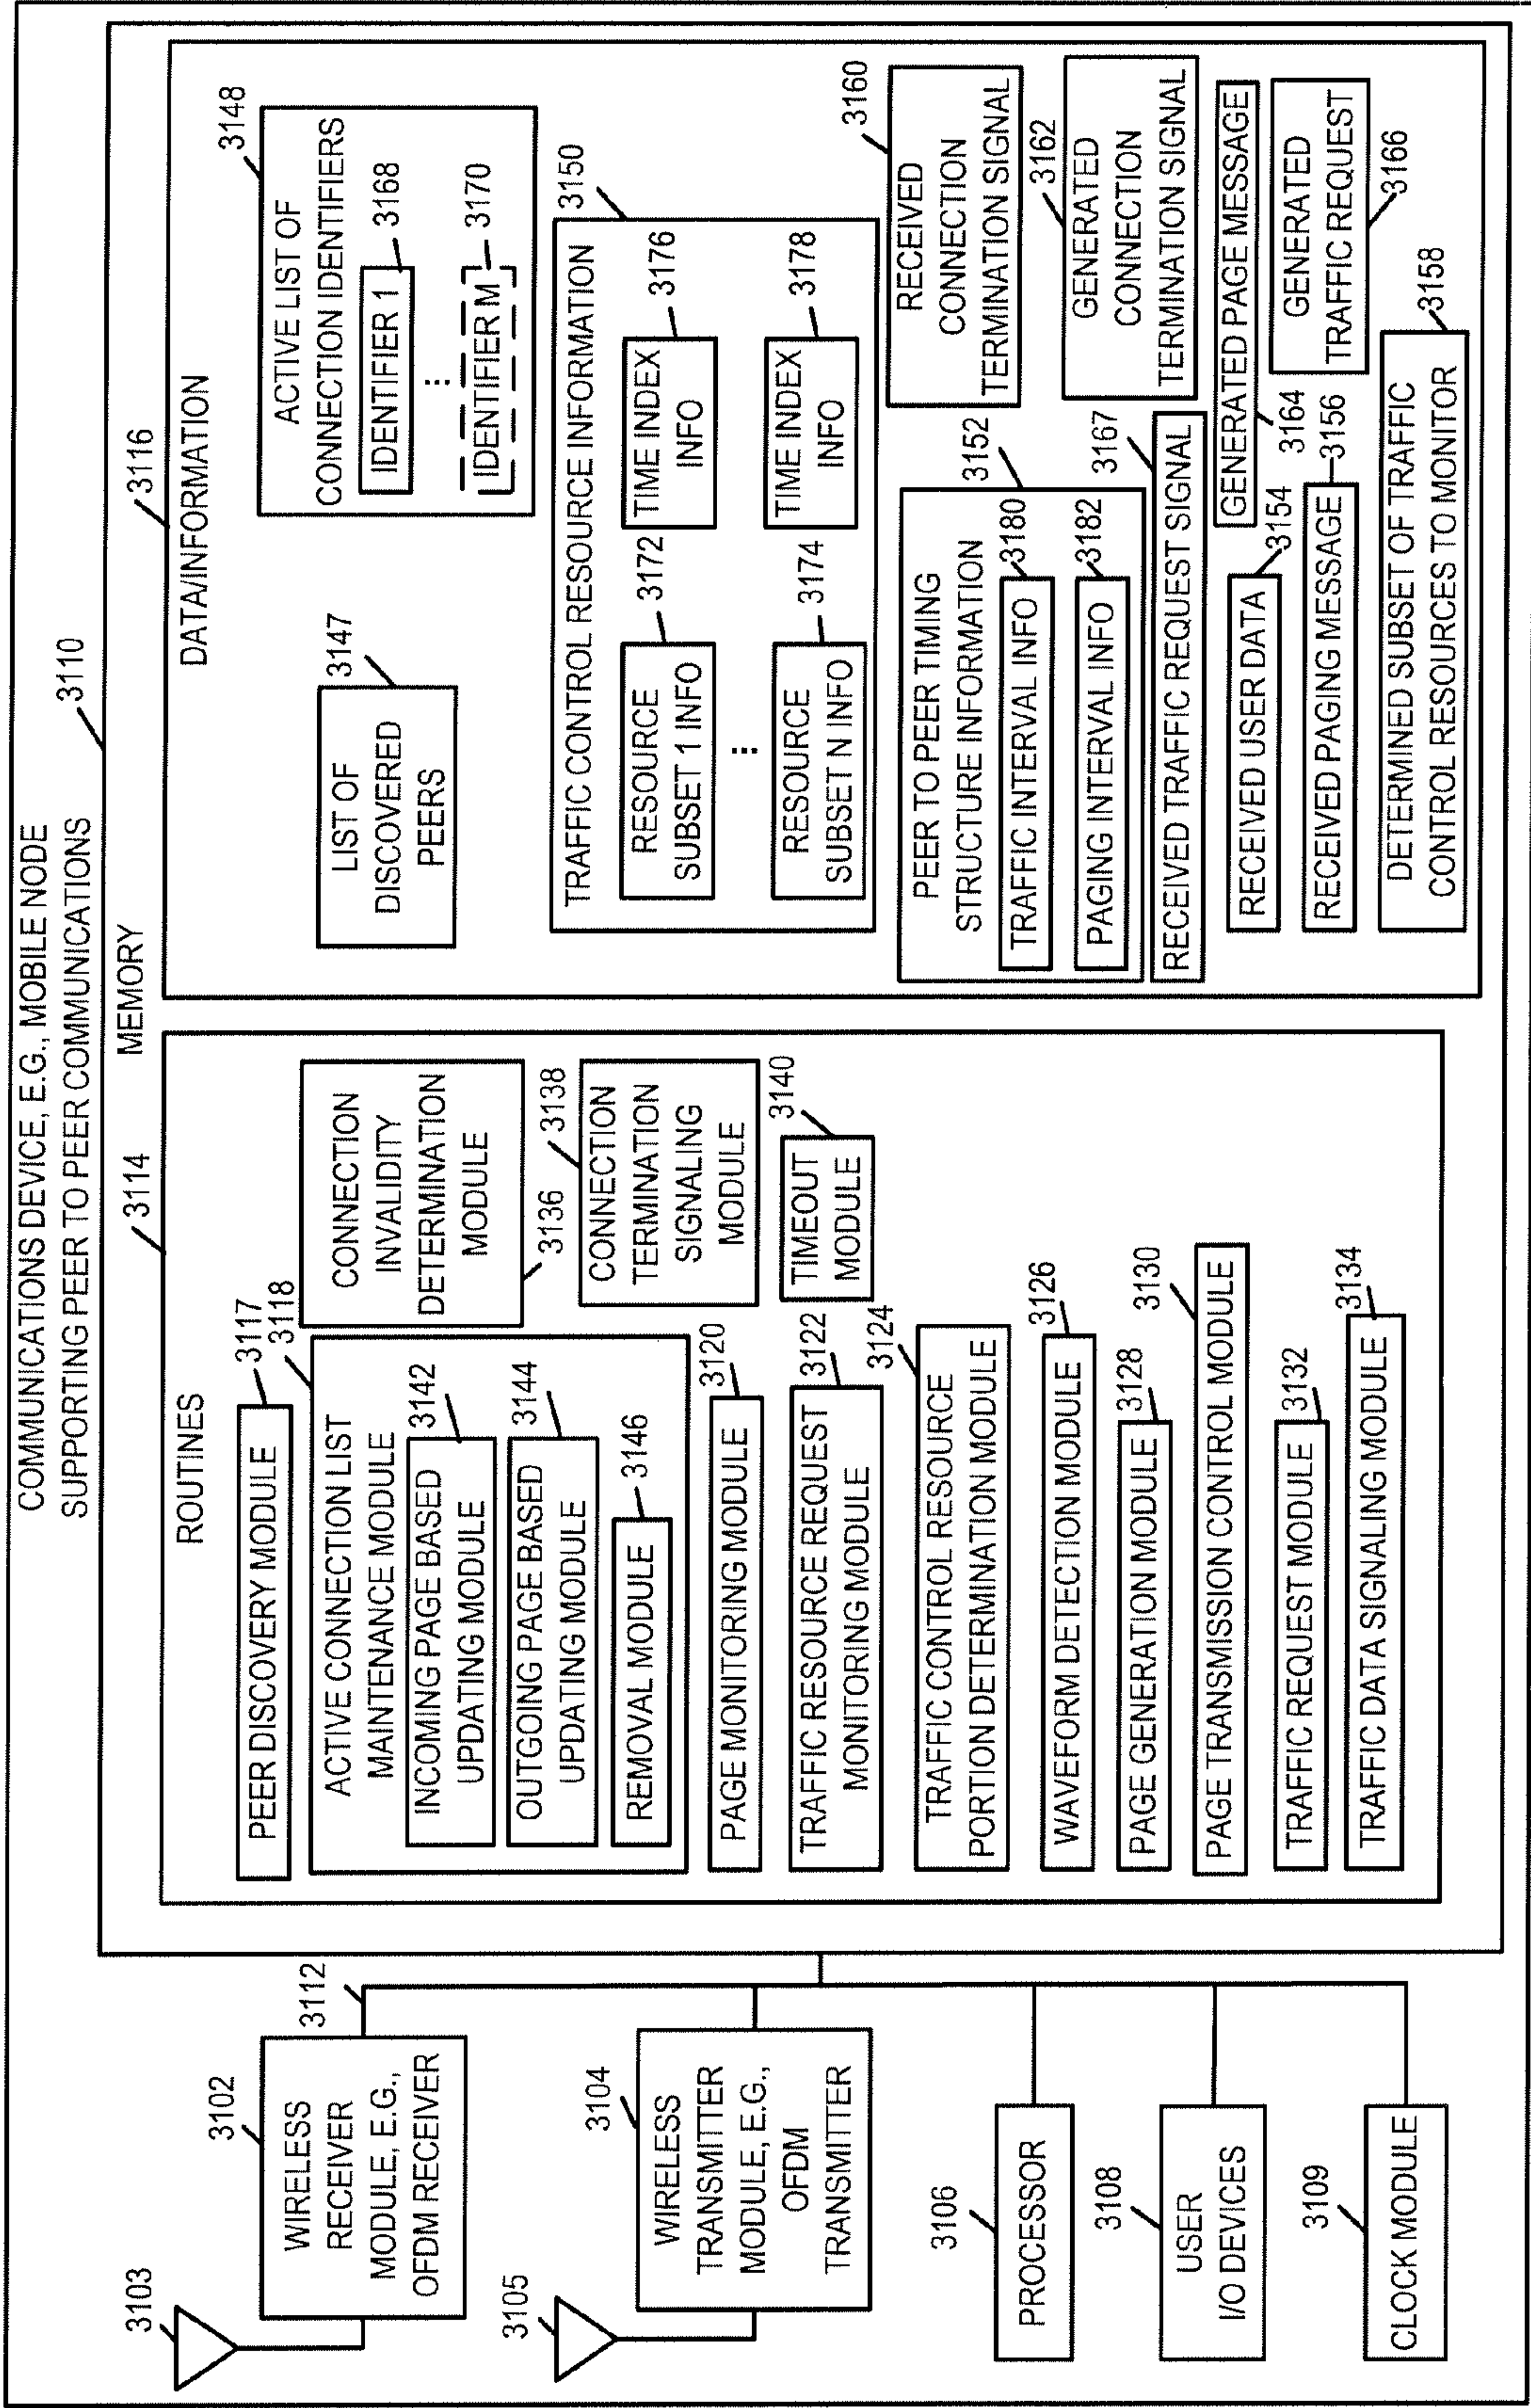 COMMUNICATIONS DEVICE, E.G., MOBILE NODE
SUPPORTING PEER TO PEER COMMUNICATIONS
3110
3103
3102
WIRELESS
RECEIVER
MODULE, E.G.,
OFDM RECEIVER
3112
3105
3104
WIRELESS
TRANSMITTER
MODULE, E.G.,
OFDM
TRANSMITTER
3106
PROCESSOR
3108
USER
I/O DEVICES
3109
CLOCK MODULE
MEMORY
3114
ROUTINES
3117
PEER DISCOVERY MODULE
3118
ACTIVE CONNECTION LIST
MAINTENANCE MODULE
3142
INCOMING PAGE BASED
UPDATING MODULE
3144
OUTGOING PAGE BASED
UPDATING MODULE
3146
REMOVAL MODULE
3120
PAGE MONITORING MODULE
3122
TRAFFIC RESOURCE REQUEST
MONITORING MODULE
3124
TRAFFIC CONTROL RESOURCE
PORTION DETERMINATION MODULE
3126
WAVEFORM DETECTION MODULE
3128
PAGE GENERATION MODULE
3130
PAGE TRANSMISSION CONTROL MODULE
3132
TRAFFIC REQUEST MODULE
3134
TRAFFIC DATA SIGNALING MODULE
CONNECTION
INVALIDITY
DETERMINATION
MODULE
3136
3138
CONNECTION
TERMINATION
SIGNALING
MODULE
3140
TIMEOUT
MODULE
3116
DATA/INFORMATION
3147
LIST OF
DISCOVERED
PEERS
3148
ACTIVE LIST OF
CONNECTION IDENTIFIERS
3168
IDENTIFIER 1
...
3170
IDENTIFIER M
3150
TRAFFIC CONTROL RESOURCE INFORMATION
3172
RESOURCE
SUBSET 1 INFO
3176
TIME INDEX
INFO
...
3174
RESOURCE
SUBSET N INFO
3178
TIME INDEX
INFO
3152
PEER TO PEER TIMING
STRUCTURE INFORMATION
3180
TRAFFIC INTERVAL INFO
3182
PAGING INTERVAL INFO
3167
RECEIVED TRAFFIC REQUEST SIGNAL
3154
RECEIVED USER DATA
3156
RECEIVED PAGING MESSAGE
3158
DETERMINED SUBSET OF TRAFFIC
CONTROL RESOURCES TO MONITOR
3160
RECEIVED
CONNECTION
TERMINATION SIGNAL
3162
GENERATED
CONNECTION
TERMINATION SIGNAL
GENERATED PAGE MESSAGE
3164
GENERATED
TRAFFIC REQUEST
3166